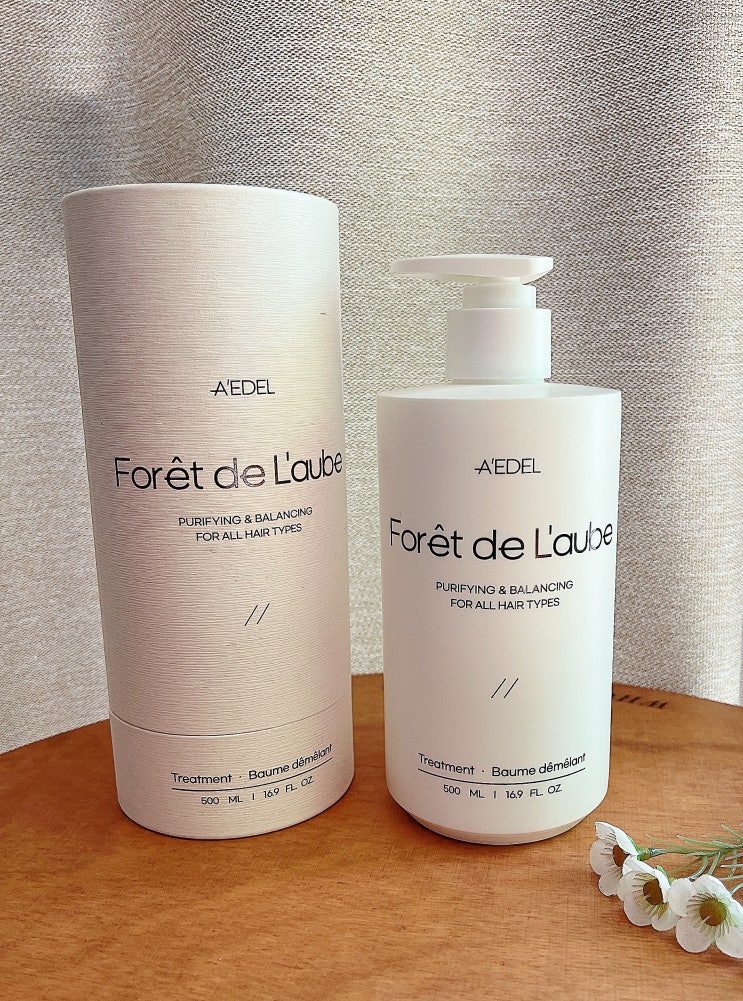 A'EDEL
Forêt de L'aube
PURIFYING & BALANCING
FOR ALL HAIR TYPES
//
Treatment · Baume démêlant
500 ML | 16.9 FL. OZ.
A'EDEL
Forêt de L'aube
PURIFYING & BALANCING
FOR ALL HAIR TYPES
//
Treatment · Baume démêlant
500 ML | 16.9 FL. OZ.